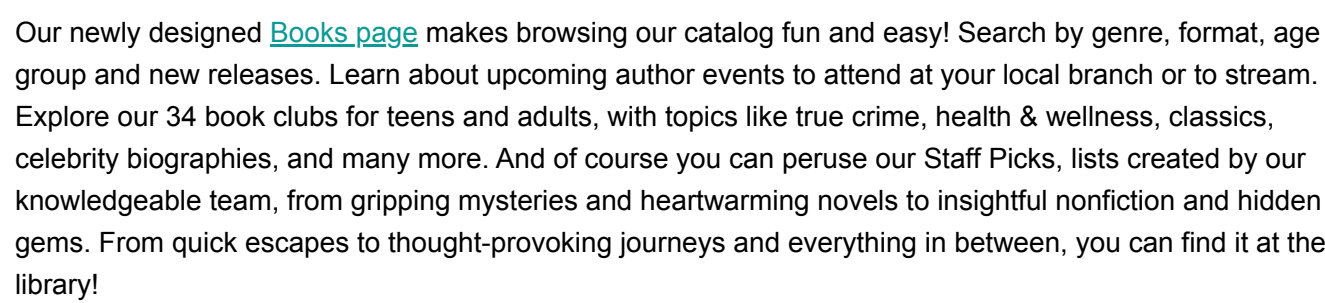 Our newly designed Books page makes browsing our catalog fun and easy! Search by genre, format, age
group and new releases. Learn about upcoming author events to attend at your local branch or to stream.
Explore our 34 book clubs for teens and adults, with topics like true crime, health & wellness, classics,
celebrity biographies, and many more. And of course you can peruse our Staff Picks, lists created by our
knowledgeable team, from gripping mysteries and heartwarming novels to insightful nonfiction and hidden
gems. From quick escapes to thought-provoking journeys and everything in between, you can find it at the
library!